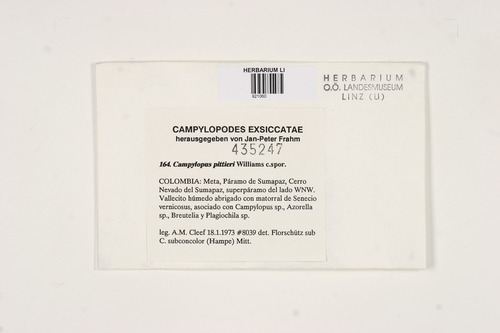 HERBARIUM LI
HERBARIUM
O.Ö. LANDESMUSEUM
LINZ (U)
CAMPYLOPODES EXSICCATAE
herausgegeben von Jan-Peter Frahm
435247
164. Campylopus pittieri Williams c.spor.
COLOMBIA: Meta, Páramo de Sumapaz, Cerro
Nevado del Sumapaz, superpáramo del lado WNW.
Vallecito húmedo abrigado con matorral de Senecio
vernicosus, asociado con Campylopus sp., Azorella
sp., Breutelia y Plagiochila sp.
leg. A.M. Cleef 18.1.1973 #8039 det. Florschütz sub
C. subconcolor (Hampe) Mitt.